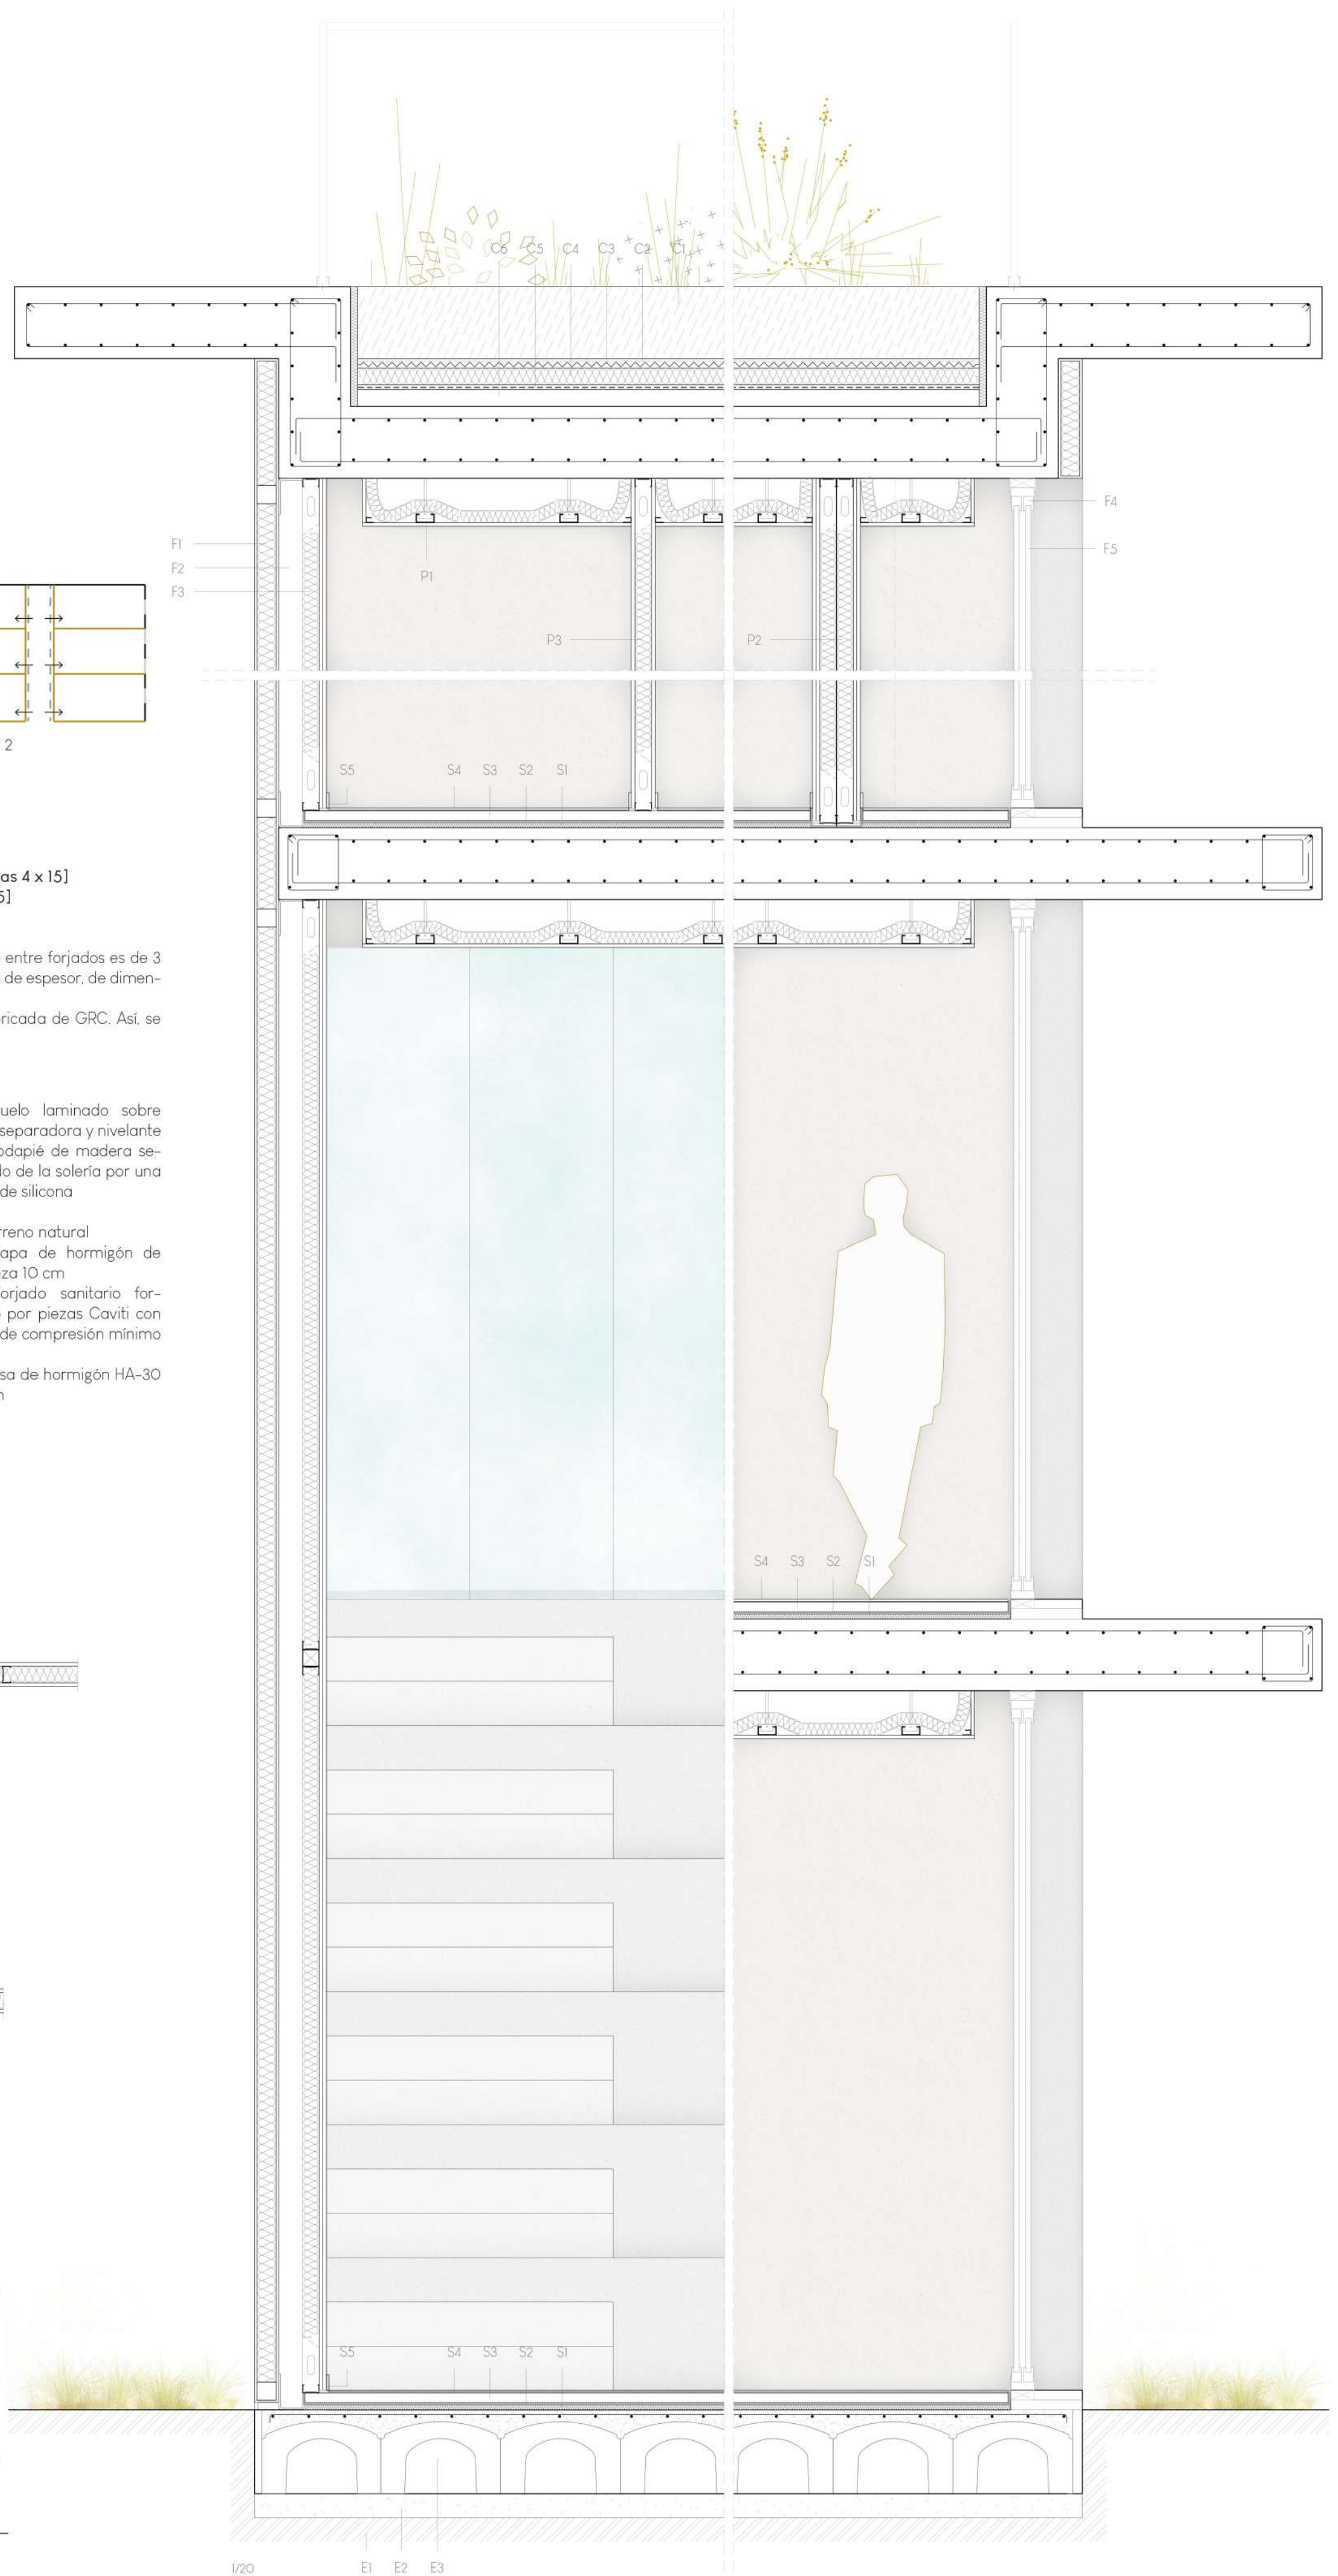 C6 C5 C4 C3 C2 C1
F1
F2
F3
F4
F5
P1
P3
P2
2
S5 S4 S3 S2 S1
as 4 x 15]
5]
entre forjados es de 3
de espesor, de dimen-
ricada de GRC. Así, se
uelo laminado sobre
separadora y nivelante
odapié de madera se-
do de la solería por una
de silicona
rreno natural
apa de hormigón de
eza 10 cm
orjado sanitario for-
por piezas Caviti con
de compresión mínimo
sa de hormigón HA-30
S4 S3 S2 S1
S5 S4 S3 S2 S1
1/20
E1 E2 E3